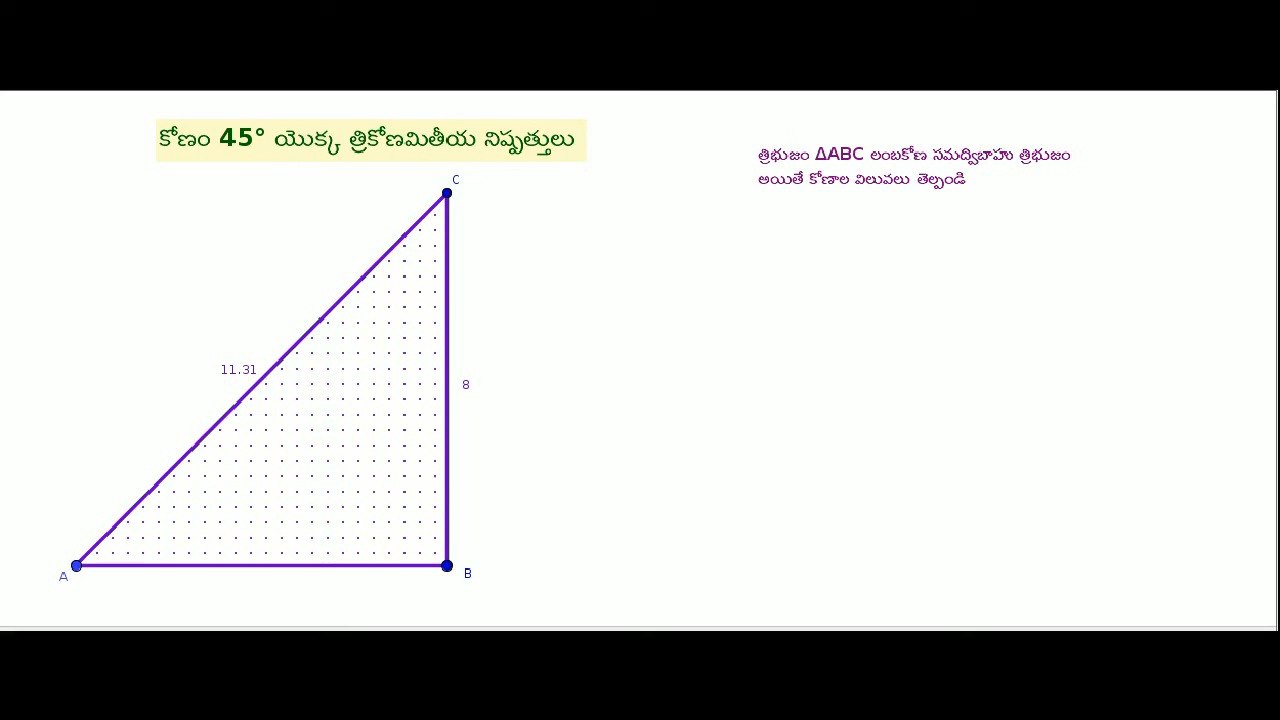 కోణం 45° యొక్క త్రికోణమితీయ నిష్పత్తులు
త్రిభుజం ΔABC లంబకోణ సమద్విబాహు త్రిభుజం
అయితే కోణాల విలువలు తెల్పండి
C
11.31
8
A
B